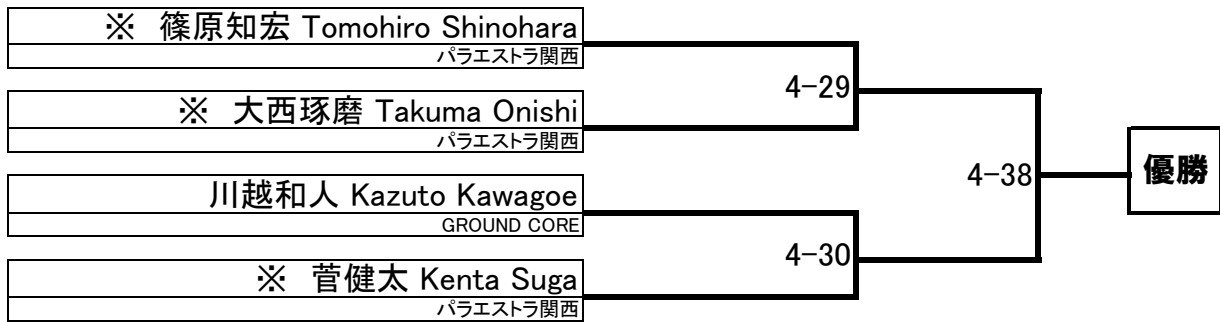 ※ 篠原知宏 Tomohiro Shinohara
パラエストラ関西
4-29
※ 大西琢磨 Takuma Onishi
パラエストラ関西
4-38
優勝
川越和人 Kazuto Kawagoe
GROUND CORE
4-30
※ 菅健太 Kenta Suga
パラエストラ関西